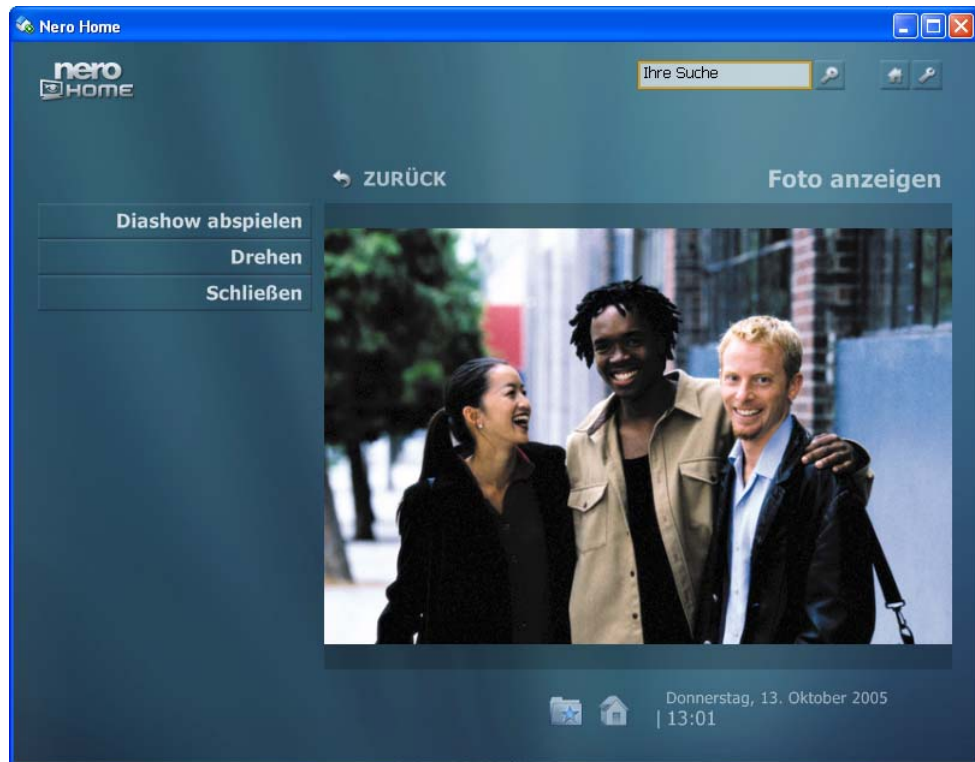 Nero Home
nero
HOME
Ihre Suche
ZURÜCK
Foto anzeigen
Diashow abspielen
Drehen
Schließen
Donnerstag, 13. Oktober 2005
| 13:01